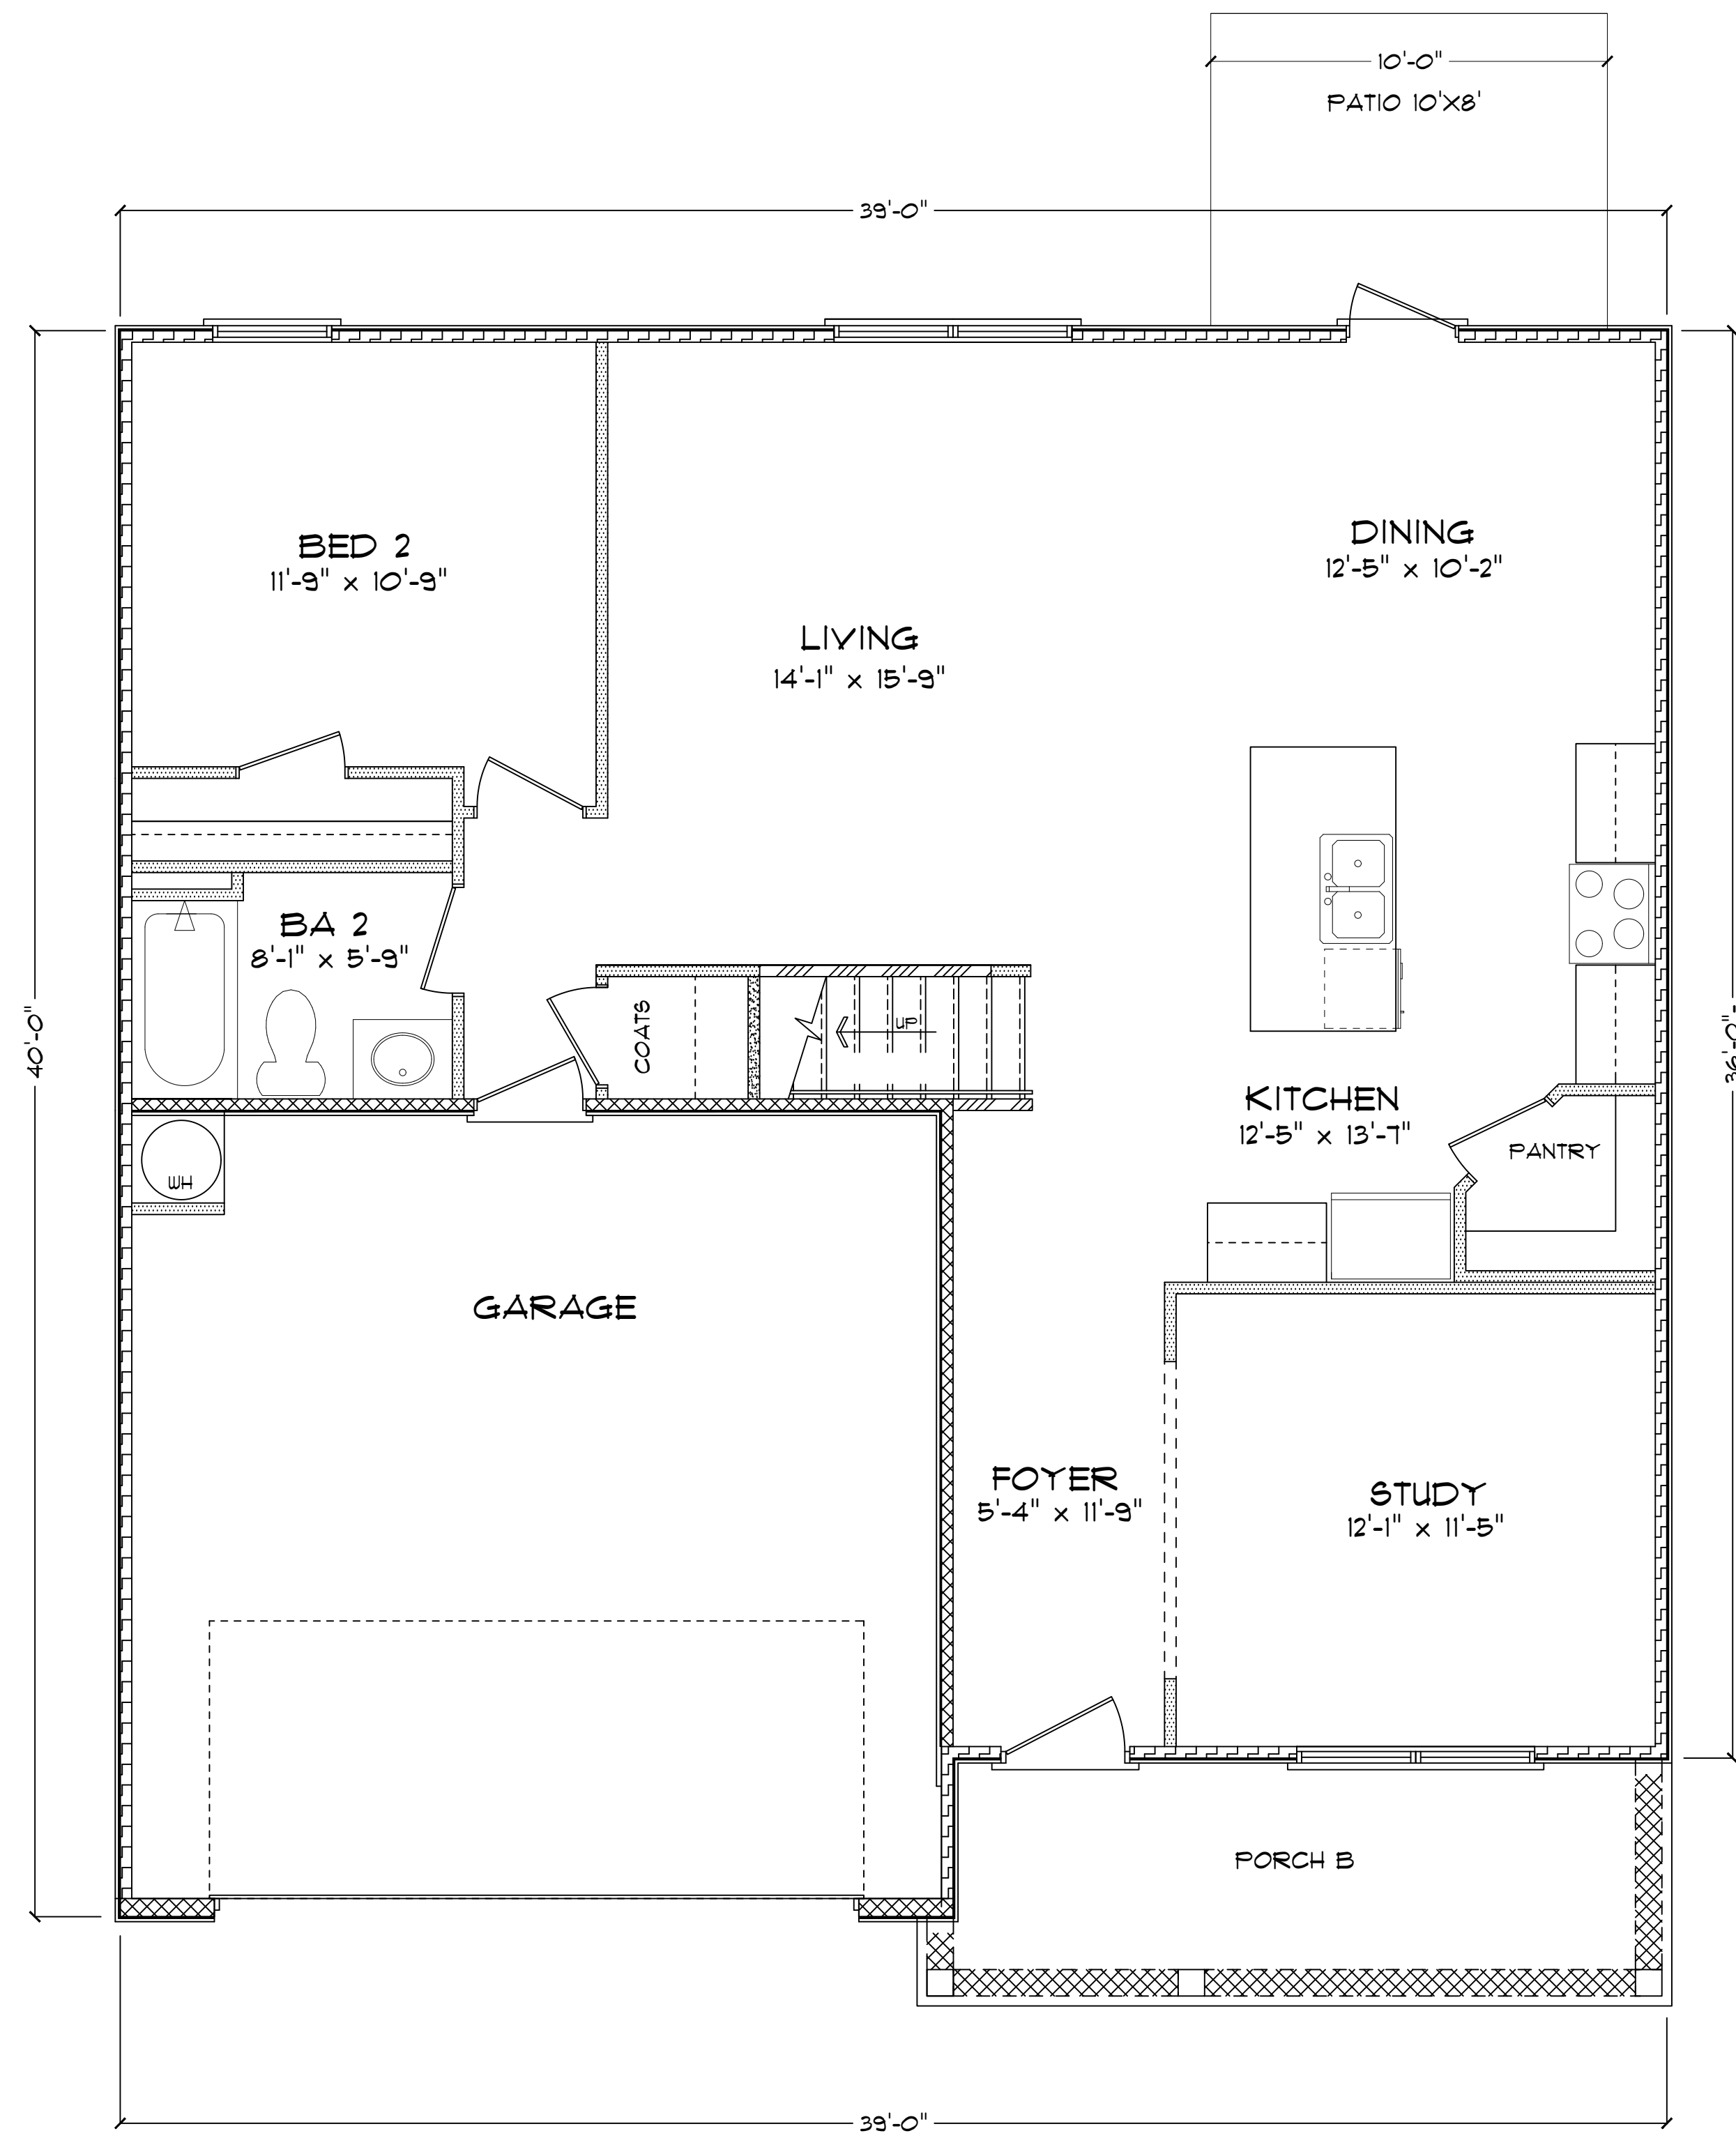 10'-0"
PATIO 10'X8'
39'-0"
BED 2
11'-9" x 10'-9"
DINING
12'-5" x 10'-2"
LIVING
14'-1" x 15'-9"
BA 2
8'-1" x 5'-9"
COATS
UP
40'-0"
36'-0"
KITCHEN
12'-5" x 13'-7"
PANTRY
WH
GARAGE
FOYER
5'-4" x 11'-9"
STUDY
12'-1" x 11'-5"
PORCH B
39'-0"